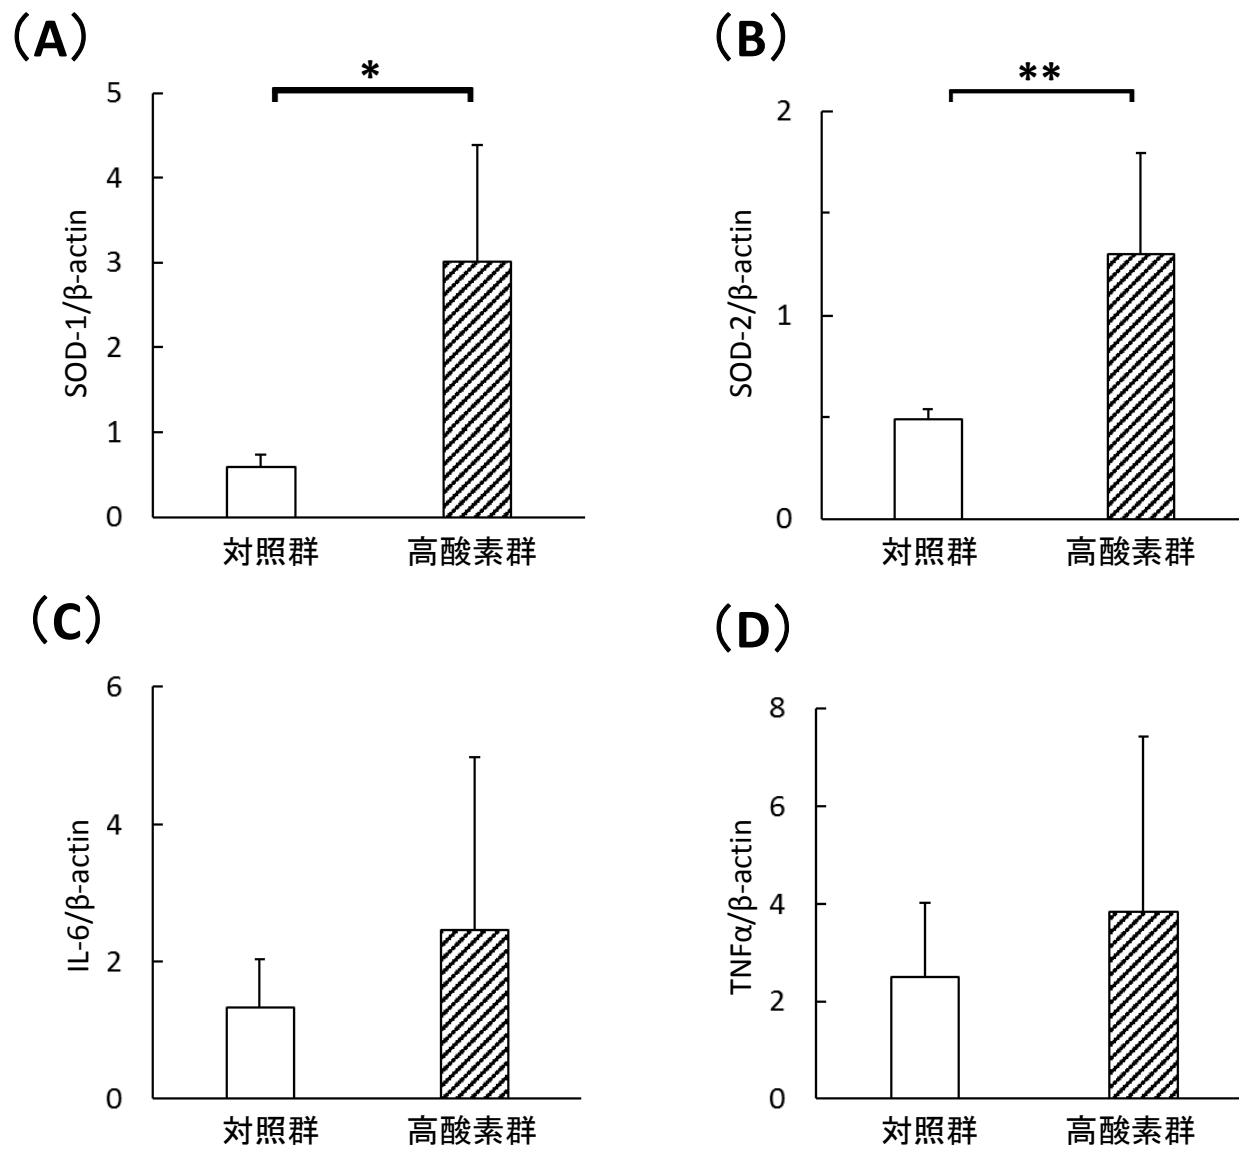 (A)
*
5
4
3
2
1
0
SOD-1/β-actin
対照群
高酸素群
(B)
**
2
1
0
SOD-2/β-actin
対照群
高酸素群
(C)
6
4
2
0
IL-6/β-actin
対照群
高酸素群
(D)
8
6
4
2
0
TNFα/β-actin
対照群
高酸素群